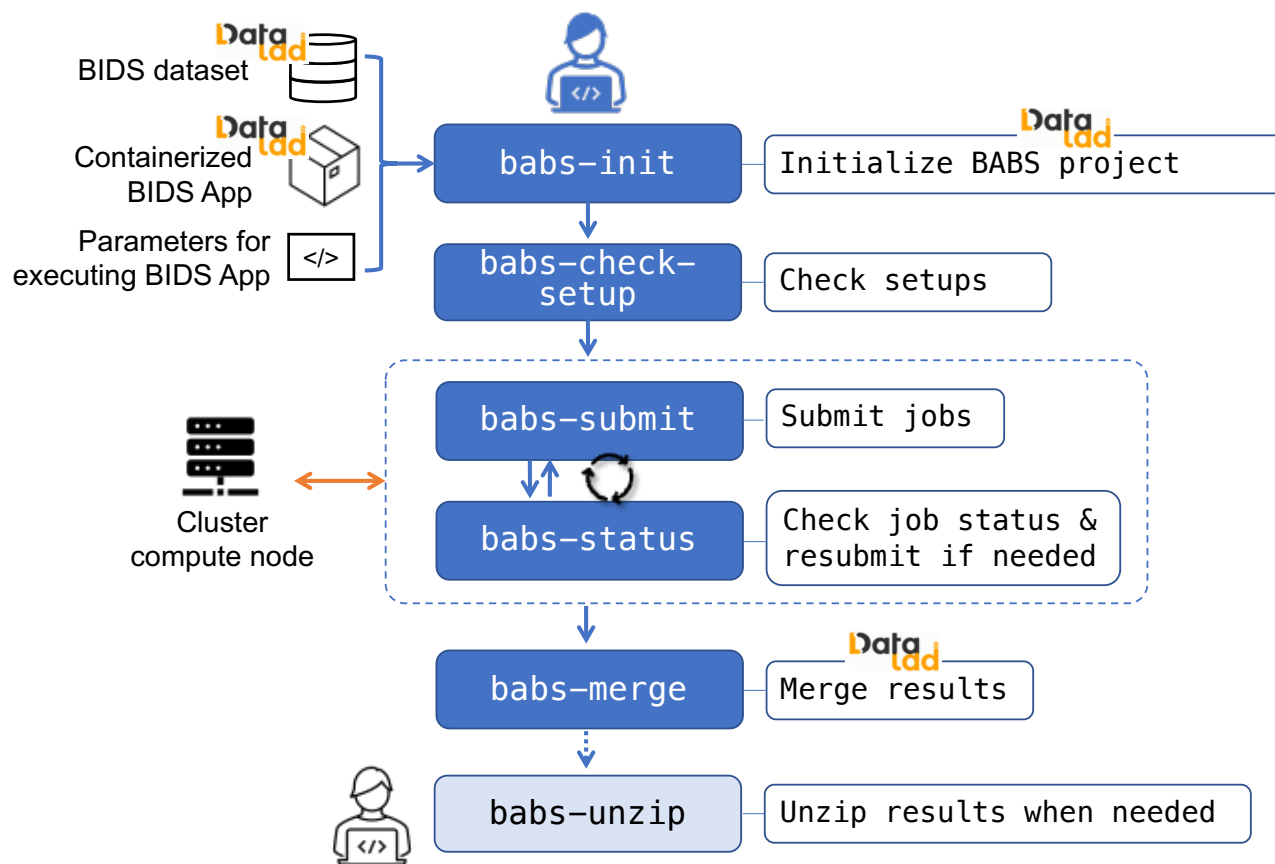 Data
lad
BIDS dataset
Data
lad
Containerized
BIDS App
Parameters for
executing BIDS App
</>
</>
babs-init
Data
lad
Initialize BABS project
babs-check-
setup
Check setups
babs-submit
Submit jobs
Cluster
compute node
babs-status
Check job status &
resubmit if needed
babs-merge
Data
lad
Merge results
</>
babs-unzip
Unzip results when needed